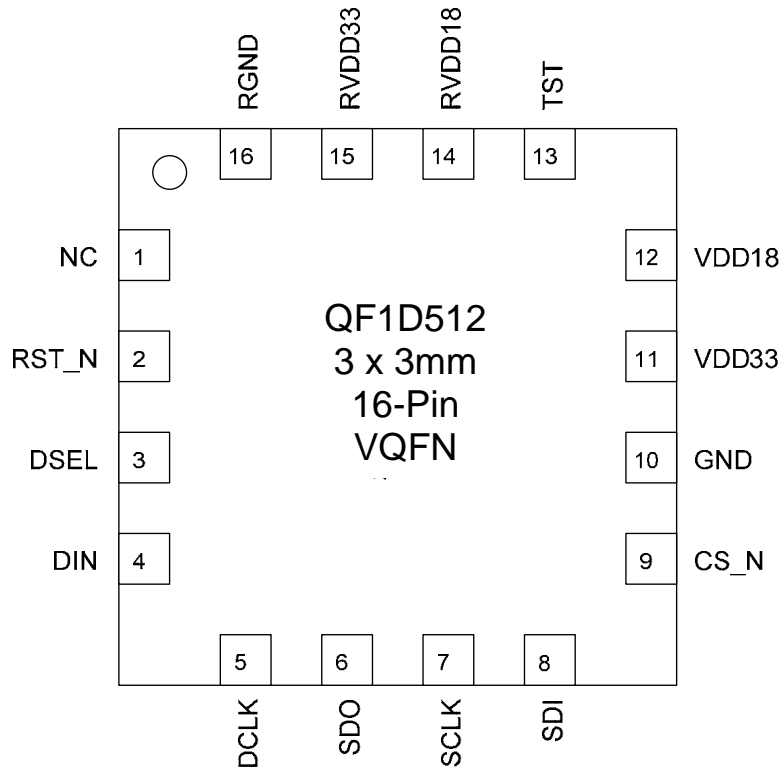 RGND
RVDD33
RVDD18
TST
16
15
14
13
NC
1
12
VDD18
RST_N
2
11
VDD33
DSEL
3
10
GND
DIN
4
9
CS_N
QF1D512
3 x 3mm
16-Pin
VQFN
5
6
7
8
DCLK
SDO
SCLK
SDI